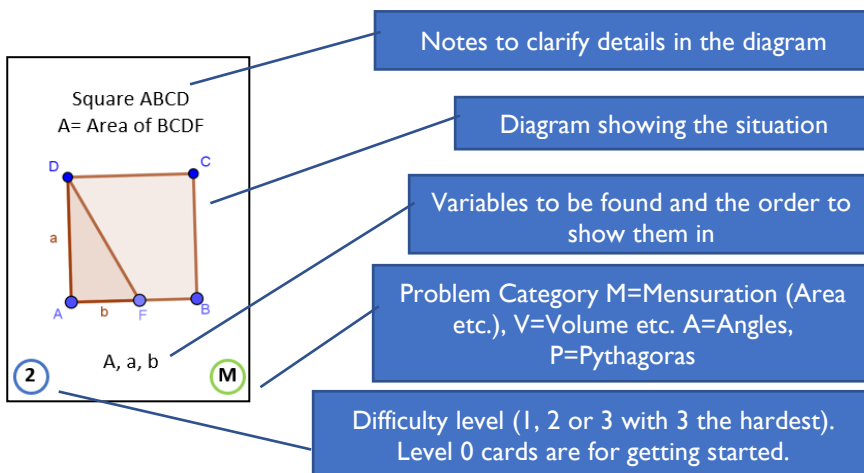 Notes to clarify details in the diagram
Square ABCD
A= Area of BCDF
Diagram showing the situation
D
C
a
A
b
F
B
Variables to be found and the order to
show them in
Problem Category M=Mensuration (Area
etc.), V=Volume etc. A=Angles,
P=Pythagoras
A, a, b
2
M
Difficulty level (1, 2 or 3 with 3 the hardest).
Level 0 cards are for getting started.